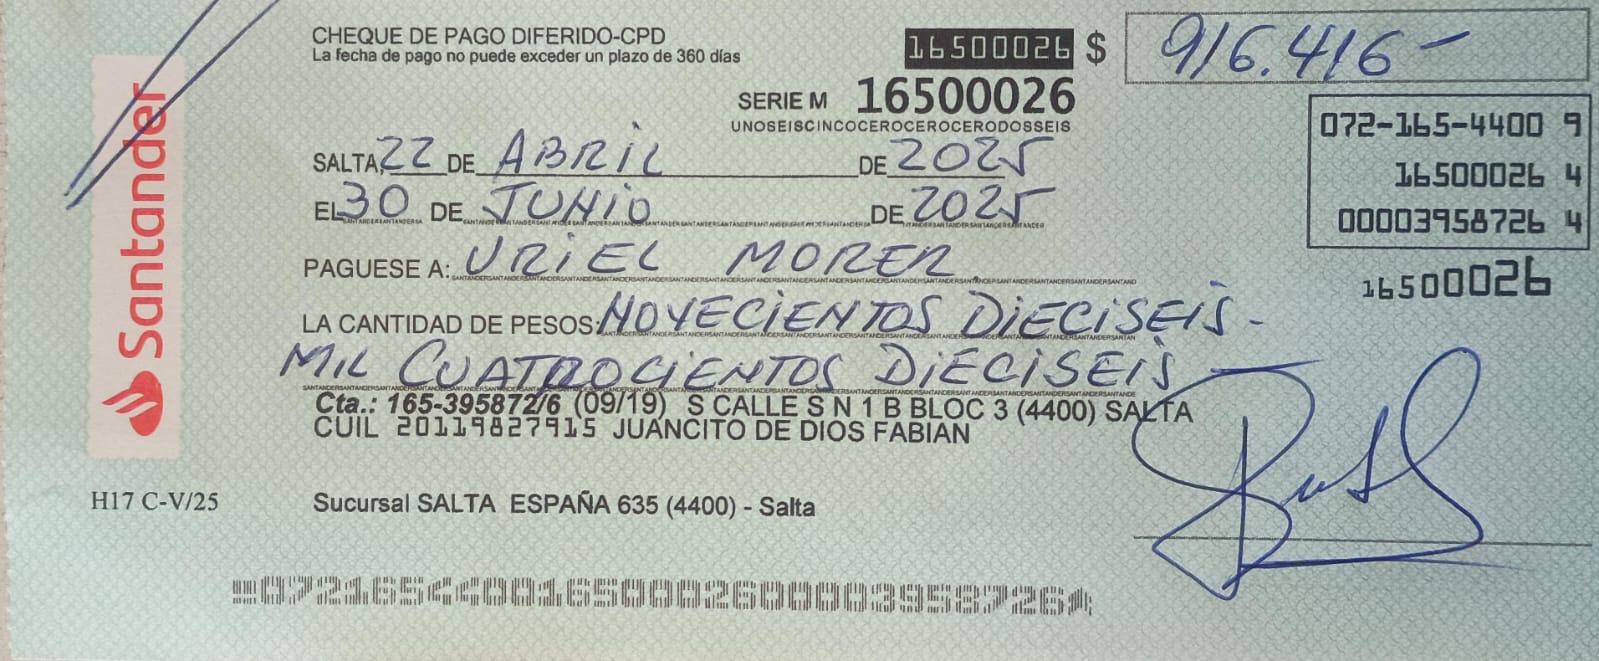 CHEQUE DE PAGO DIFERIDO-CPD
La fecha de pago no puede exceder un plazo de 360 días
16500026 $ 916.416-
SERIE M 16500026
UNOSEISCINCOCEROCEROCERODOSSEIS
072-165-4400 9
16500026 4
00003958726 4
16500026
Santander
SALTA, 22 DE ABRIL DE 2025
EL 30 DE JUNIO DE 2025
PAGUESE A: URIEL MORER
LA CANTIDAD DE PESOS: NOVECIENTOS DIECISEIS-
MIL CUATROCIENTOS DIECISEIS
Cta.: 165-395872/6 (09/19) S CALLE S N 1 B BLOC 3 (4400) SALTA
CUIL 20119827915 JUANCITO DE DIOS FABIAN
H17 C-V/25
Sucursal SALTA ESPAÑA 635 (4400) - Salta
07216544001650002600003958726